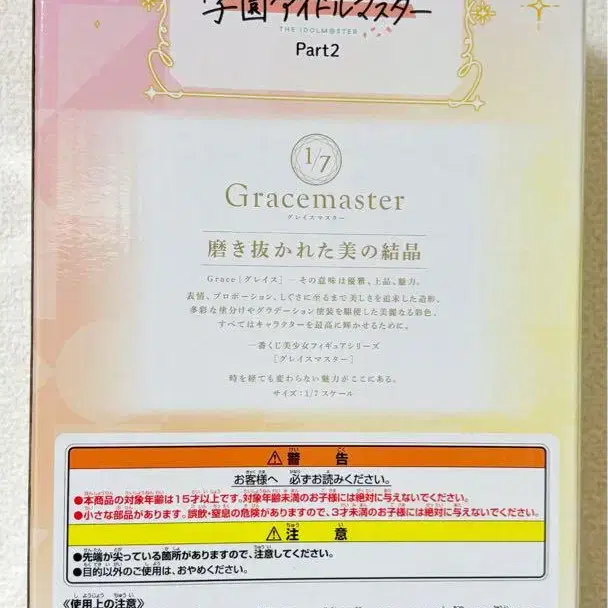 学園アイドルマスター
THE IDOLM@STER
Part2
1/7
Gracemaster
グレイスマスター
磨き抜かれた美の結晶
Grace[グレイス] ―その意味は優雅、上品、魅力。
表情、プロポーション、しぐさに至るまで美しさを追求した造形。
多彩な塗分けやグラデーション塗装を駆使した美麗なる彩色。
すべてはキャラクターを最高に輝かせるために。
一番くじ美少女フィギュアシリーズ
[グレイスマスター]
時を経ても変わらない魅力がここにある。
サイズ:1/7 スケール
⚠警告
お客様へ 必ずお読みください。
●本商品の対象年齢は15才以上です。対象年齢未満のお子様には絶対に与えないでください。
●小さな部品があります。誤飲・窒息の危険がありますので、3才未満のお子様には絶対に与えないでください。
⚠注意
●先端が尖っている箇所がありますので、注意してください。
●目的以外のご使用は、おやめください。
《使用上の注意》